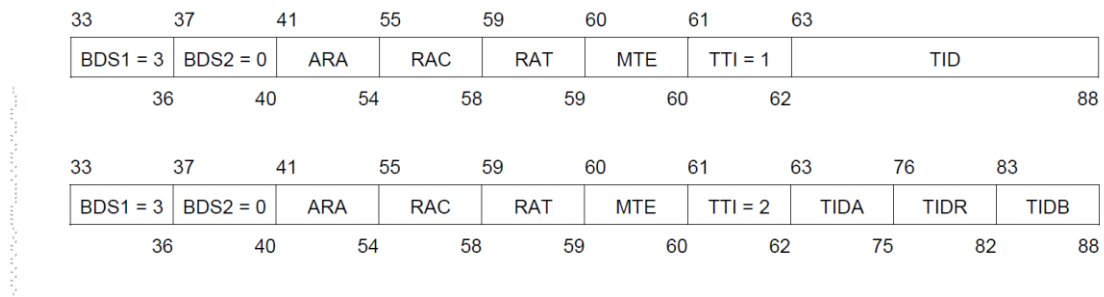 33 37 41 55 59 60 61 63
BDS1 = 3 BDS2 = 0 ARA RAC RAT MTE TTI = 1 TID
36 40 54 58 59 60 62 88
33 37 41 55 59 60 61 63 76 83
BDS1 = 3 BDS2 = 0 ARA RAC RAT MTE TTI = 2 TIDA TIDR TIDB
36 40 54 58 59 60 62 75 82 88